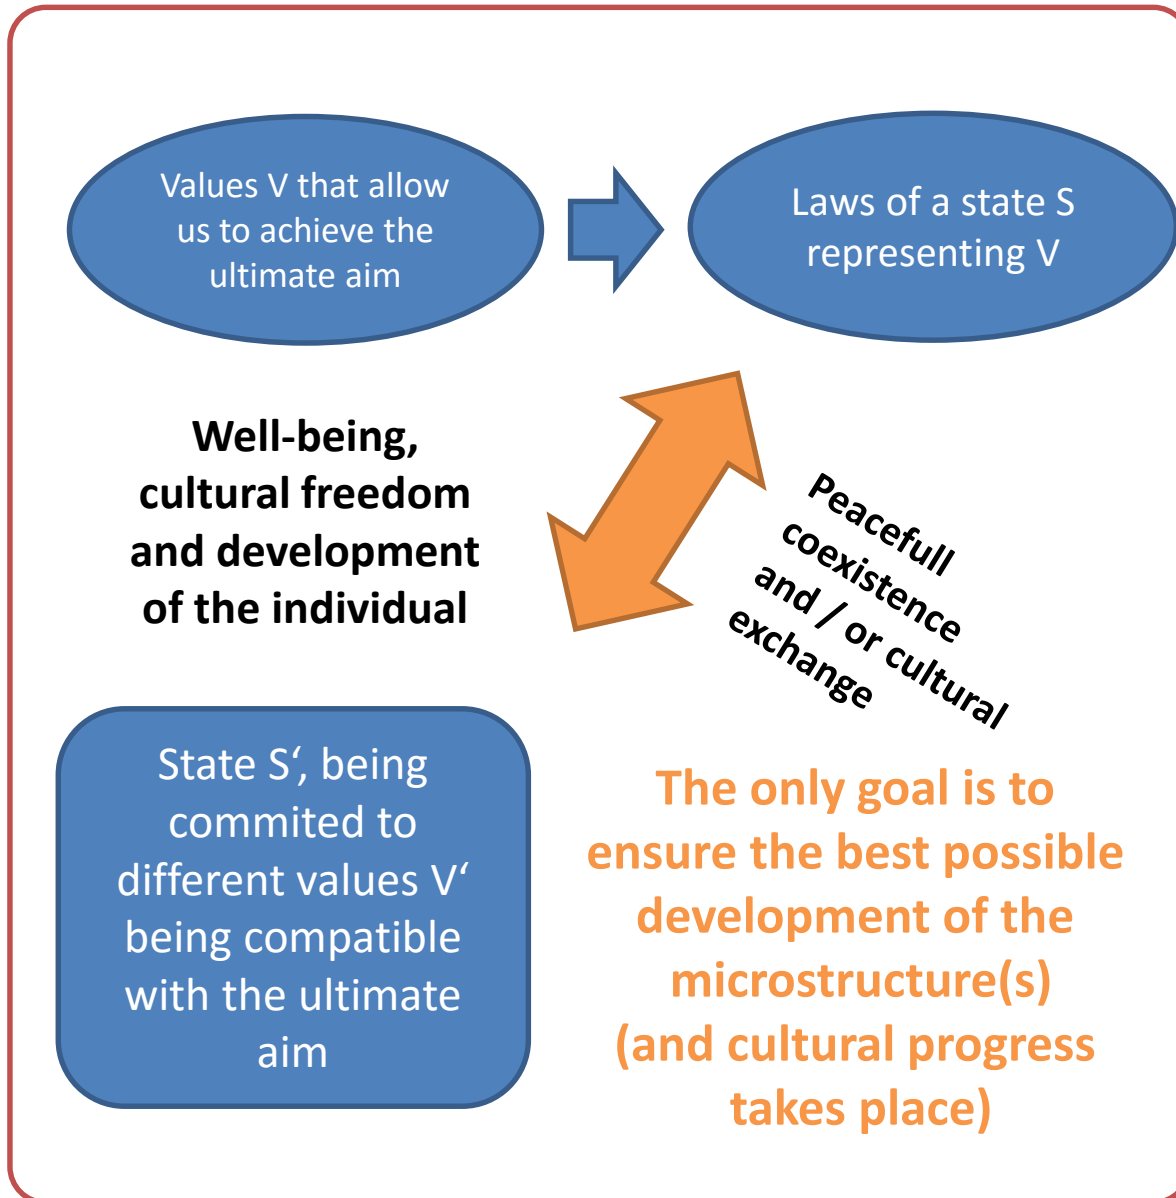 Values V that allow
us to achieve the
ultimate aim
Laws of a state S
representing V
Well-being,
cultural freedom
and development
of the individual
Peacefull
coexistence
and / or cultural
exchange
State S‘, being
commited to
different values V‘
being compatible
with the ultimate
aim
The only goal is to
ensure the best possible
development of the
microstructure(s)
(and cultural progress
takes place)